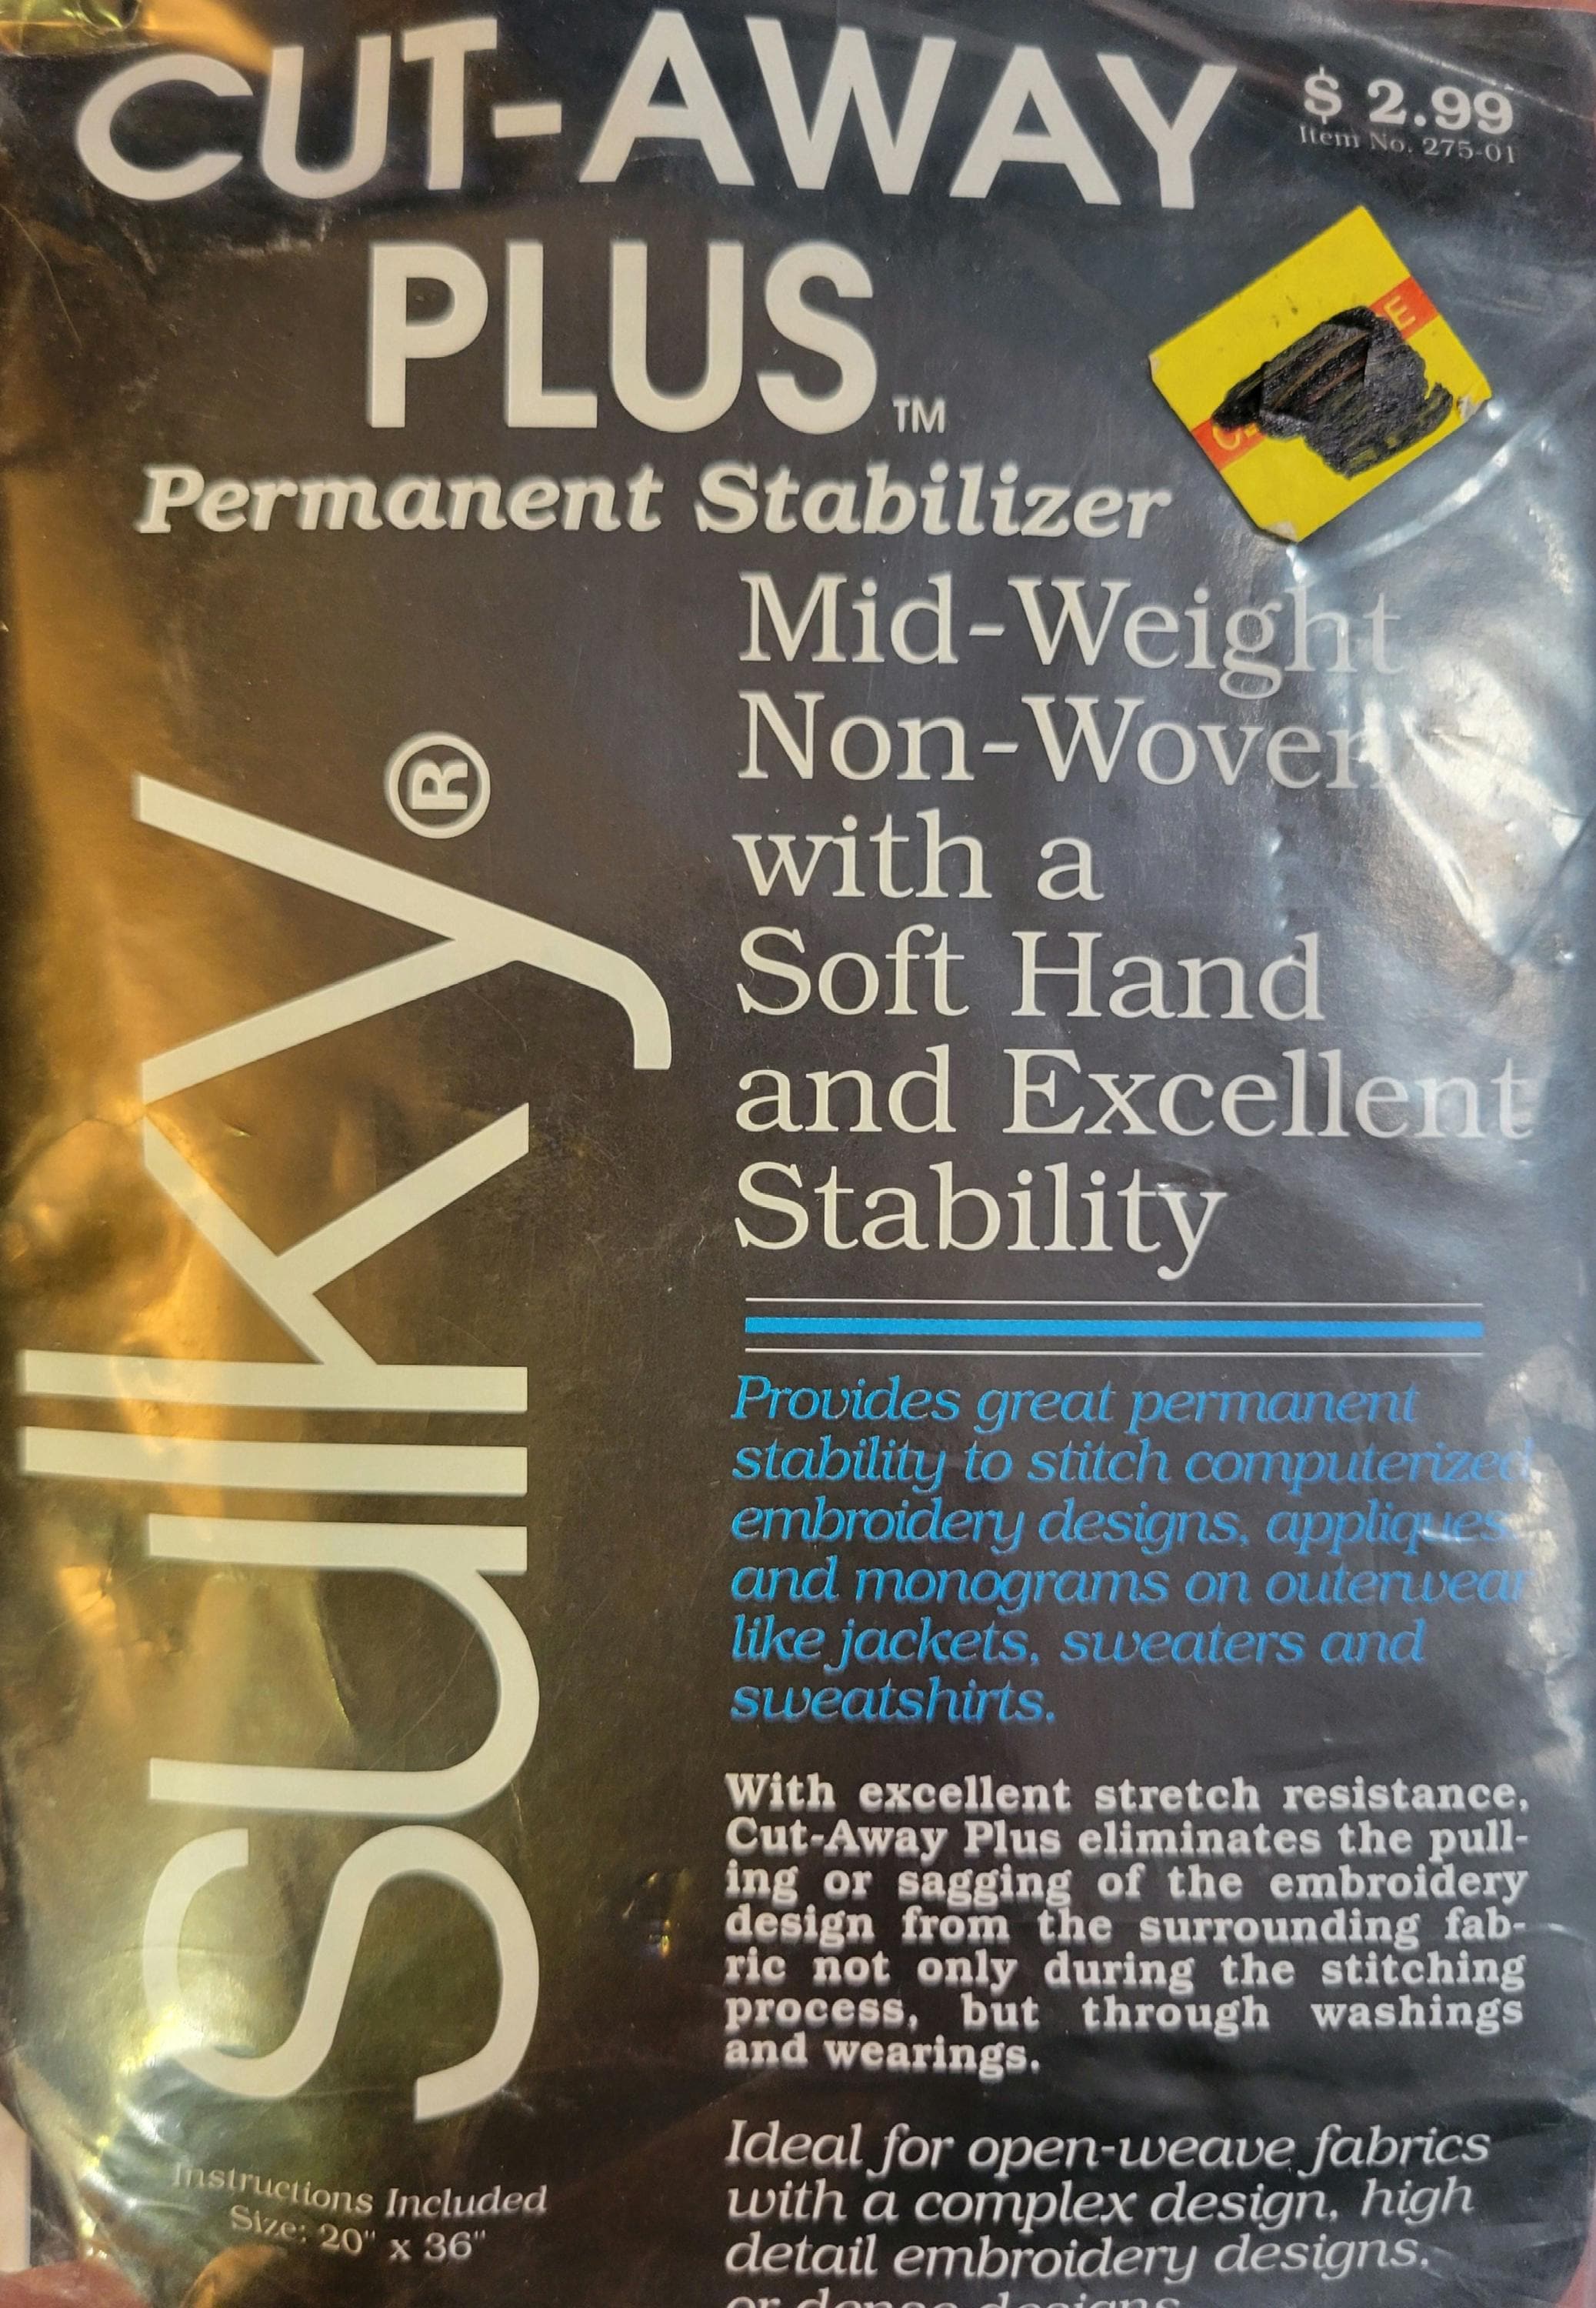 CUT-AWAY
PLUS™
$ 2.99
Item No. 275-01
E
Permanent Stabilizer
Mid-Weight
Non-Woven
with a
Soft Hand
and Excellent
Stability
sulky®
Provides great permanent
stability to stitch computerized
embroidery designs, appliques,
and monograms on outerwear
like jackets, sweaters and
sweatshirts.
With excellent stretch resistance,
Cut-Away Plus eliminates the pull-
ing or sagging of the embroidery
design from the surrounding fab-
ric not only during the stitching
process, but through washings
and wearings.
Ideal for open-weave fabrics
with a complex design, high
detail embroidery designs,
or dense designs
Instructions Included
Size: 20" x 36"